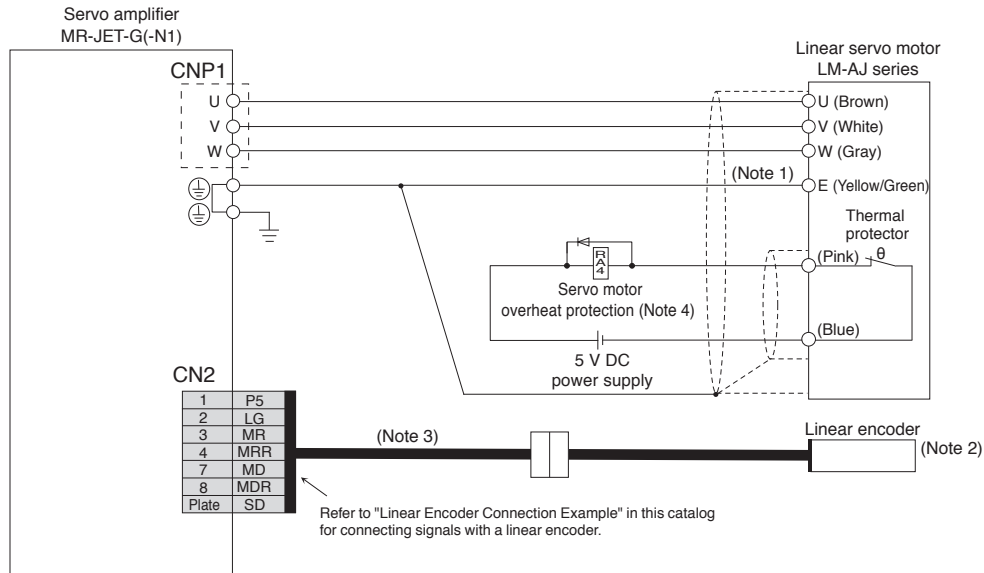 Servo amplifier
MR-JET-G(-N1)
Linear servo motor
LM-AJ series
CNP1
U
U (Brown)
V
V (White)
W
W (Gray)
(Note 1)
E (Yellow/Green)
Thermal
protector
(Pink)
θ
RA4
Servo motor
overheat protection (Note 4)
(Blue)
5 V DC
power supply
CN2
1 P5
2 LG
3 MR
4 MRR
7 MD
8 MDR
Plate SD
(Note 3)
Linear encoder
(Note 2)
Refer to "Linear Encoder Connection Example" in this catalog
for connecting signals with a linear encoder.